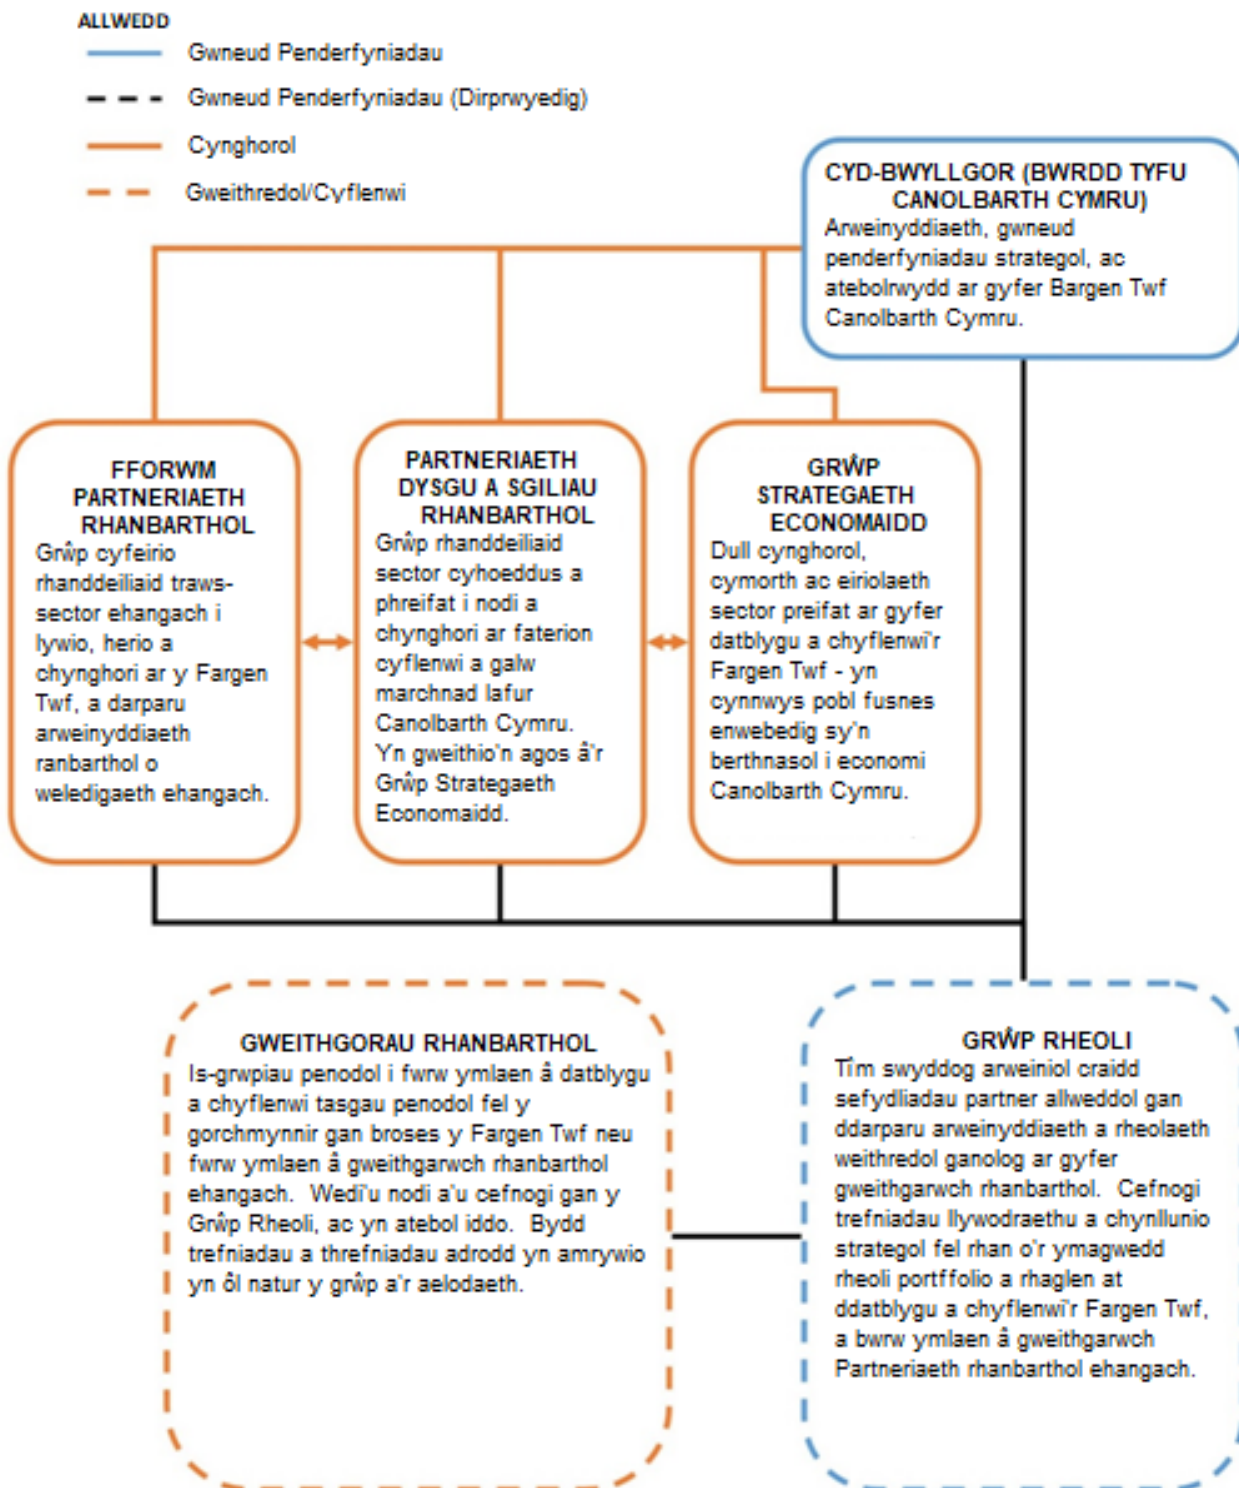 ALLWEDD
Gwneud Penderfyniadau
Gwneud Penderfyniadau (Dirprwyedig)
Cynghorol
Gweithredol/Cyflenwi
CYD-BWYLLGOR (BWRDD TYFU
CANOLBARTH CYMRU)
Arweinyddiaeth, gwneud
penderfyniadau strategol, ac
atebolrwydd ar gyfer Bargen Twf
Canolbarth Cymru.
FFORWM
PARTNERIAETH
RHANBARTHOL
Grŵp cyfeirio
rhanddeiliaid traws-
sector ehangach i
lywio, herio a
chynghori ar y Fargen
Twf, a darparu
arweinyddiaeth
ranbarthol o
weledigaeth ehangach.
PARTNERIAETH
DYSGU A SGILIAU
RHANBARTHOL
Grŵp rhanddeiliaid
sector cyhoeddus a
phreifat i nodi a
chynghori ar faterion
cyflenwi a galw
marchnad lafur
Canolbarth Cymru.
Yn gweithio'n agos â'r
Grŵp Strategaeth
Economaidd.
GRŴP
STRATEGAETH
ECONOMAIDD
Dull cynghorol,
cymorth ac eiriolaeth
sector preifat ar gyfer
datblygu a chyflenwi'r
Fargen Twf - yn
cynnwys pobl fusnes
enwebedig sy'n
berthnasol i economi
Canolbarth Cymru.
GWEITHGORAU RHANBARTHOL
Is-grwpiau penodol i fwrw ymlaen â datblygu
a chyflenwi tasgau penodol fel y
gorchmynnir gan broses y Fargen Twf neu
fwrw ymlaen â gweithgarwch rhanbarthol
ehangach. Wedi'u nodi a'u cefnogi gan y
Grŵp Rheoli, ac yn atebol iddo. Bydd
trefniadau a threfniadau adrodd yn amrywio
yn ôl natur y grŵp a'r aelodaeth.
GRŴP RHEOLI
Tîm swyddog arweiniol craidd
sefydliadau partner allweddol gan
ddarparu arweinyddiaeth a rheolaeth
weithredol ganolog ar gyfer
gweithgarwch rhanbarthol. Cefnogi
trefniadau llywodraethu a chynllunio
strategol fel rhan o'r ymagwedd
rheoli portffolio a rhaglen at
ddatblygu a chyflenwi'r Fargen Twf,
a bwrw ymlaen â gweithgarwch
Partneriaeth rhanbarthol ehangach.